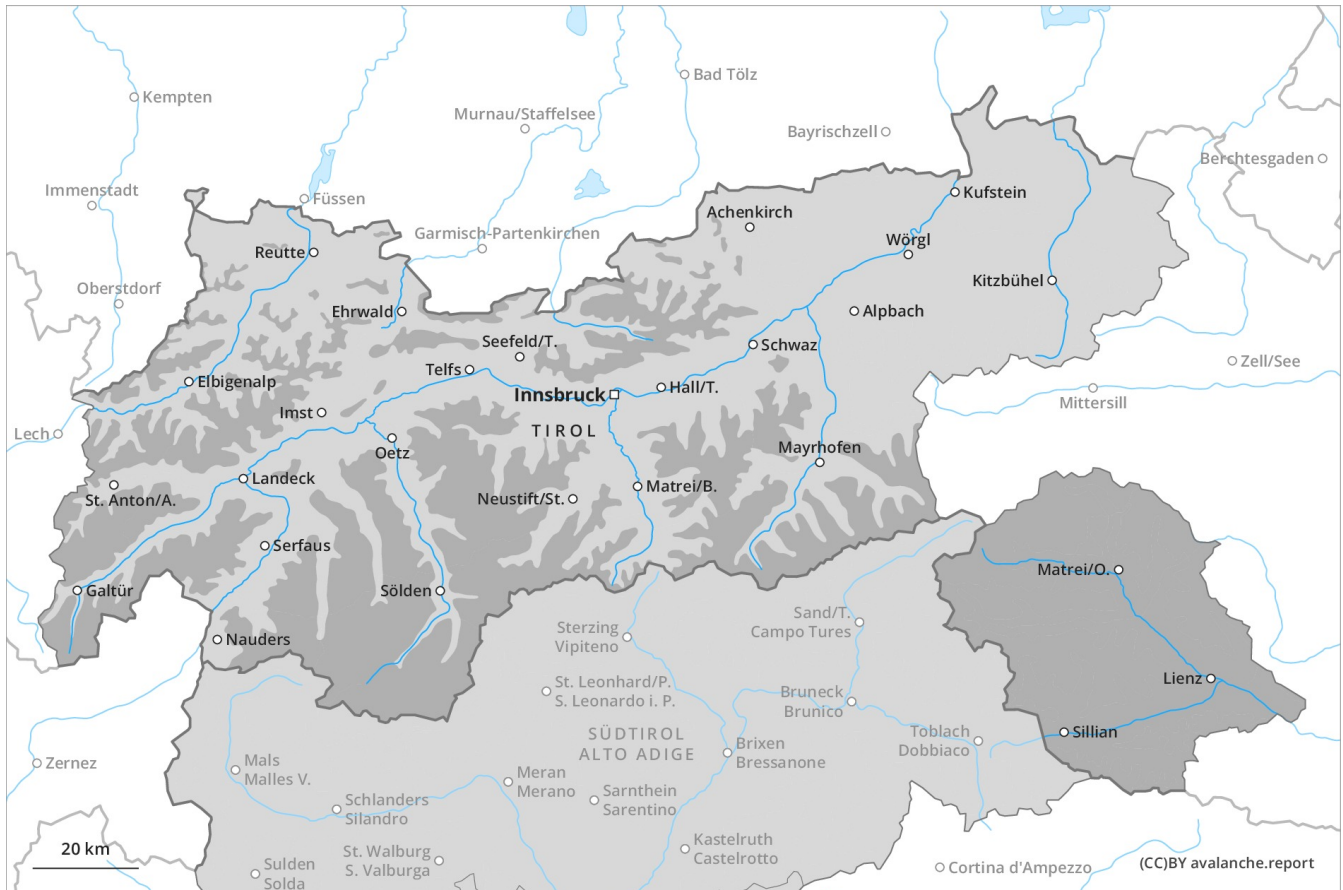 Bad Tölz
Kempten
Murnau/Staffelsee
Bayrischzell
Berchtesgaden
Immenstadt
Füssen
Kufstein
Achenkirch
Garmisch-Partenkirchen
Wörgl
Reutte
Oberstdorf
Kitzbühel
Ehrwald
Alpbach
Seefeld/T.
Schwaz
Zell/See
Telfs
Elbigenalp
Hall/T.
Innsbruck
Mittersill
Imst
Lech
TIROL
Oetz
Mayrhofen
Landeck
Matrei/B.
St. Anton/A.
Neustift/St.
Serfaus
Matrei/O.
Galtür
Sölden
Sand/T.
Campo Tures
Sterzing
Vipiteno
Nauders
Lienz
St. Leonhard/P.
S. Leonardo i. P.
Bruneck
Brunico
SÜDTIROL
ALTO ADIGE
Toblach
Dobbiaco
Sillian
Brixen
Bressanone
Mals
Malles V.
Zernez
Meran
Merano
Sarnthein
Sarentino
Schlanders
Silandro
Kastelruth
Castelrotto
20 km
St. Walburg
S. Valburga
Sulden
Solda
Cortina d'Ampezzo
(CC)BY avalanche.report